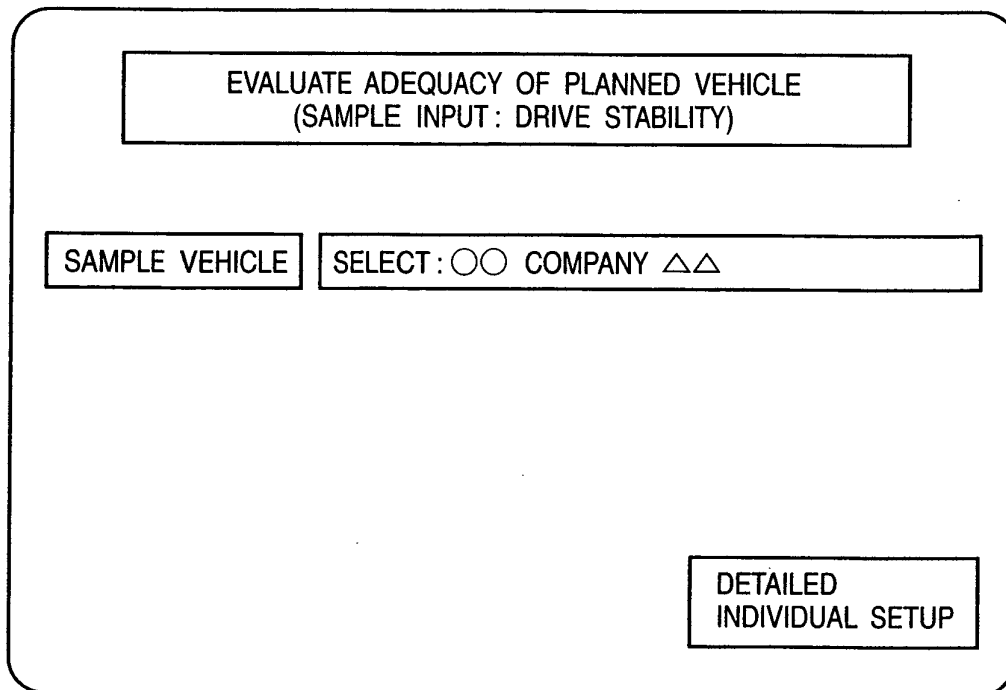 EVALUATE ADEQUACY OF PLANNED VEHICLE
(SAMPLE INPUT : DRIVE STABILITY)
SAMPLE VEHICLE
SELECT : ○○ COMPANY △△
DETAILED
INDIVIDUAL SETUP